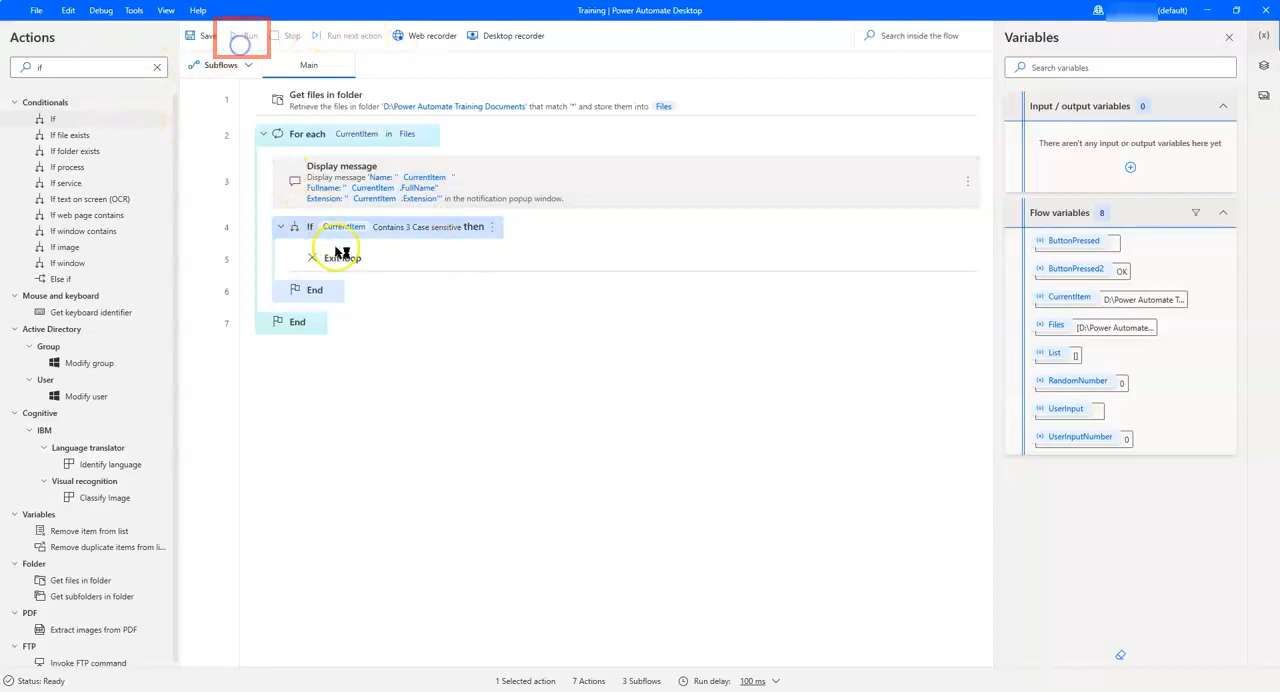 File Edit Debug Tools View Help
Training | Power Automate Desktop
(default)
Actions
Save Run Stop Run next action Web recorder Desktop recorder
Search inside the flow
Variables
{x}
if
Subflows Main
Search variables
Conditionals
If
If file exists
If folder exists
If process
If service
If text on screen (OCR)
If web page contains
If window contains
If image
If window
Else if
Mouse and keyboard
Get keyboard identifier
Active Directory
Group
Modify group
User
Modify user
Cognitive
IBM
Language translator
Identify language
Visual recognition
Classify Image
Variables
Remove item from list
Remove duplicate items from li...
Folder
Get files in folder
Get subfolders in folder
PDF
Extract images from PDF
FTP
Invoke FTP command
1 Get files in folder
Retrieve the files in folder 'D:\Power Automate Training Documents' that match '*' and store them into Files
2 For each CurrentItem in Files
3 Display message
Display message 'Name: " CurrentItem "
Fullname: " CurrentItem .FullName"
Extension: " CurrentItem .Extension"' in the notification popup window.
4 If CurrentItem Contains 3 Case sensitive then
5 Exit loop
6 End
7 End
Input / output variables 0
There aren't any input or output variables here yet
Flow variables 8
(x) ButtonPressed
(x) ButtonPressed2 OK
(x) CurrentItem D:\Power Automate T...
(x) Files [D:\Power Automate...
(x) List []
(x) RandomNumber 0
(x) UserInput
(x) UserInputNumber 0
Status: Ready 1 Selected action 7 Actions 3 Subflows Run delay: 100 ms